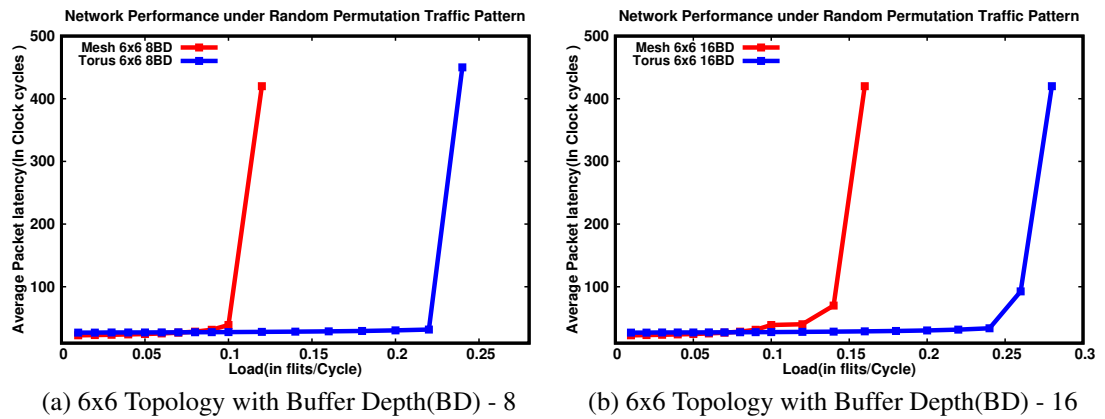 Network Performance under Random Permutation Traffic Pattern
Average Packet latency(In Clock cycles )
500
400
300
200
100
Mesh 6x6 8BD
Torus 6x6 8BD
0
0.05
0.1
0.15
0.2
0.25
Load(in flits/Cycle)
(a) 6x6 Topology with Buffer Depth(BD) - 8
Network Performance under Random Permutation Traffic Pattern
Average Packet latency(In Clock cycles )
500
400
300
200
100
Mesh 6x6 16BD
Torus 6x6 16BD
0
0.05
0.1
0.15
0.2
0.25
0.3
Load(in flits/Cycle)
(b) 6x6 Topology with Buffer Depth(BD) - 16